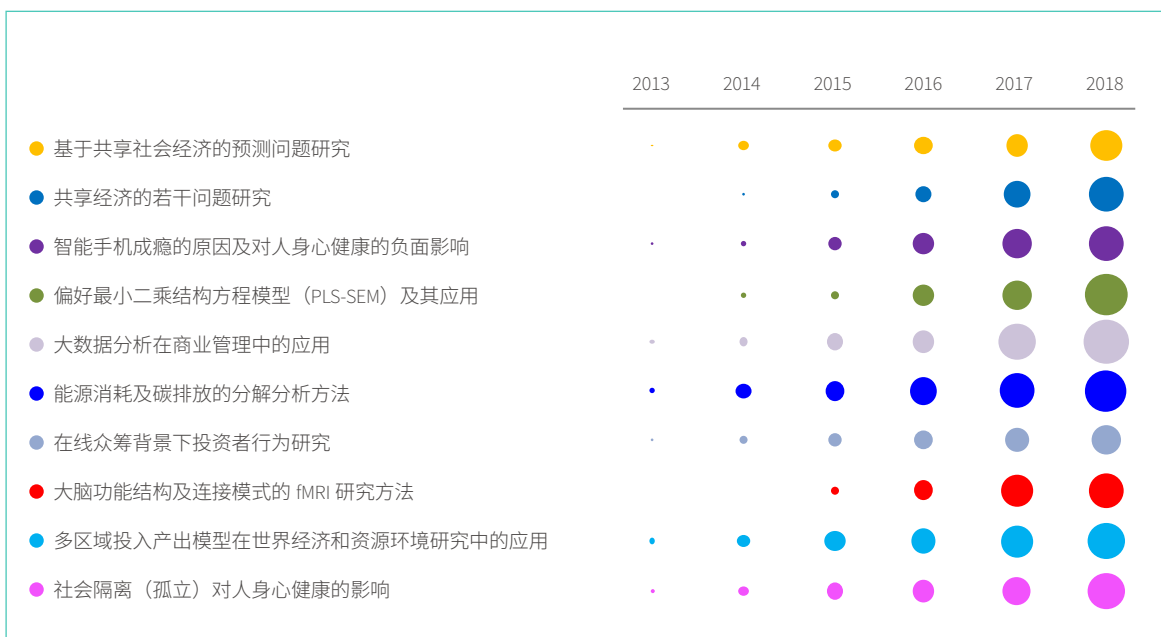 2013 2014 2015 2016 2017 2018
基于共享社会经济的预测问题研究
共享经济的若干问题研究
智能手机成瘾的原因及对人身心健康的负面影响
偏好最小二乘结构方程模型（PLS-SEM）及其应用
大数据分析在商业管理中的应用
能源消耗及碳排放的分解分析方法
在线众筹背景下投资者行为研究
大脑功能结构及连接模式的 fMRI 研究方法
多区域投入产出模型在世界经济和资源环境研究中的应用
社会隔离（孤立）对人身心健康的影响